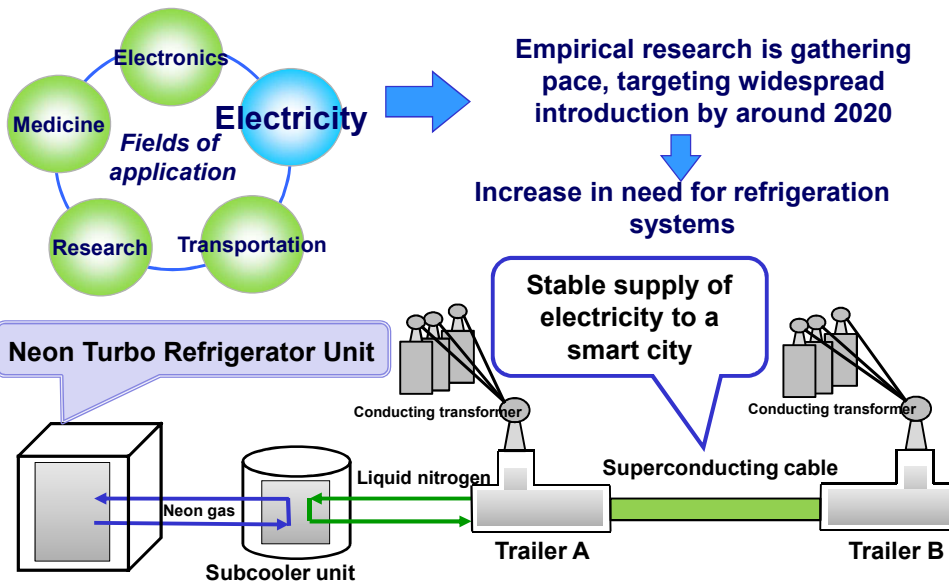 Electronics
Medicine
Electricity
Fields of
application
Research
Transportation
Empirical research is gathering
pace, targeting widespread
introduction by around 2020
Increase in need for refrigeration
systems
Stable supply of
electricity to a
smart city
Neon Turbo Refrigerator Unit
Conducting transformer
Conducting transformer
Liquid nitrogen
Superconducting cable
Neon gas
Trailer A
Trailer B
Subcooler unit